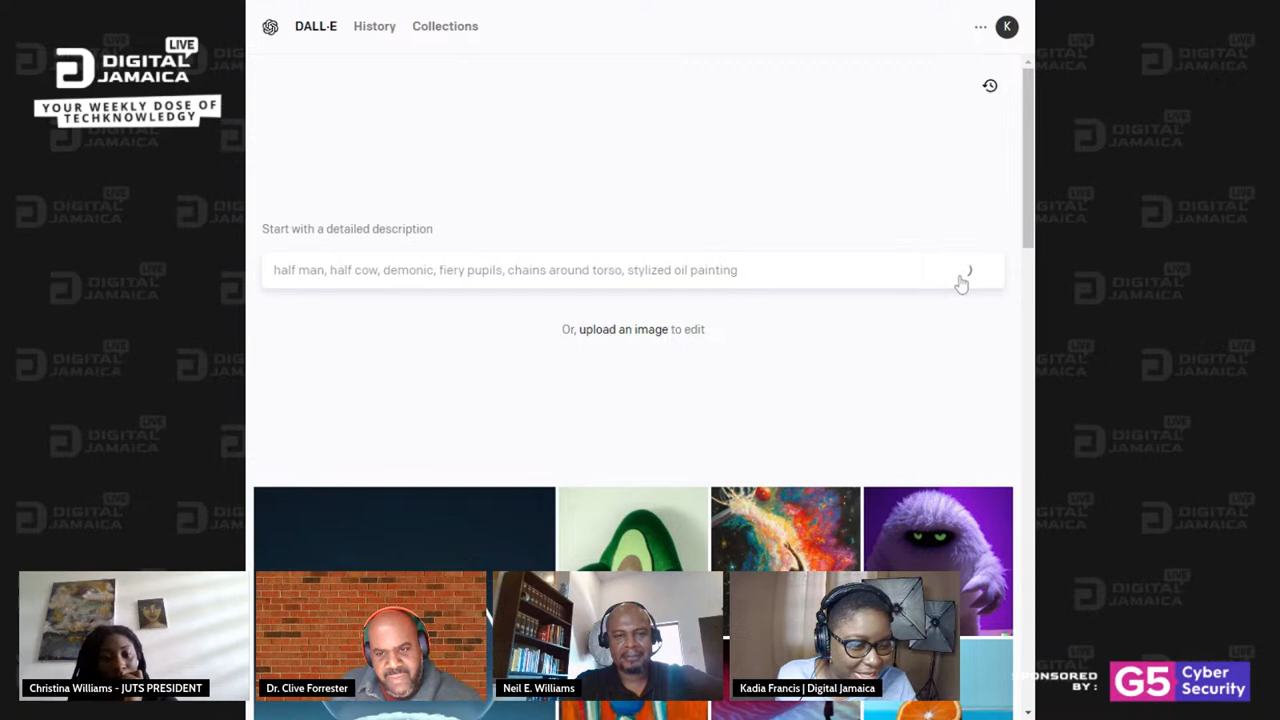 LIVE
DIGITAL
JAMAICA
YOUR WEEKLY DOSE OF
TECHKNOWLEDGY
DALL·E History Collections
K
Start with a detailed description
half man, half cow, demonic, fiery pupils, chains around torso, stylized oil painting
Or, upload an image to edit
Christina Williams - JUTS PRESIDENT
Dr. Clive Forrester
Neil E. Williams
Kadia Francis | Digital Jamaica
SPONSORED
BY:
G5 Cyber
Security